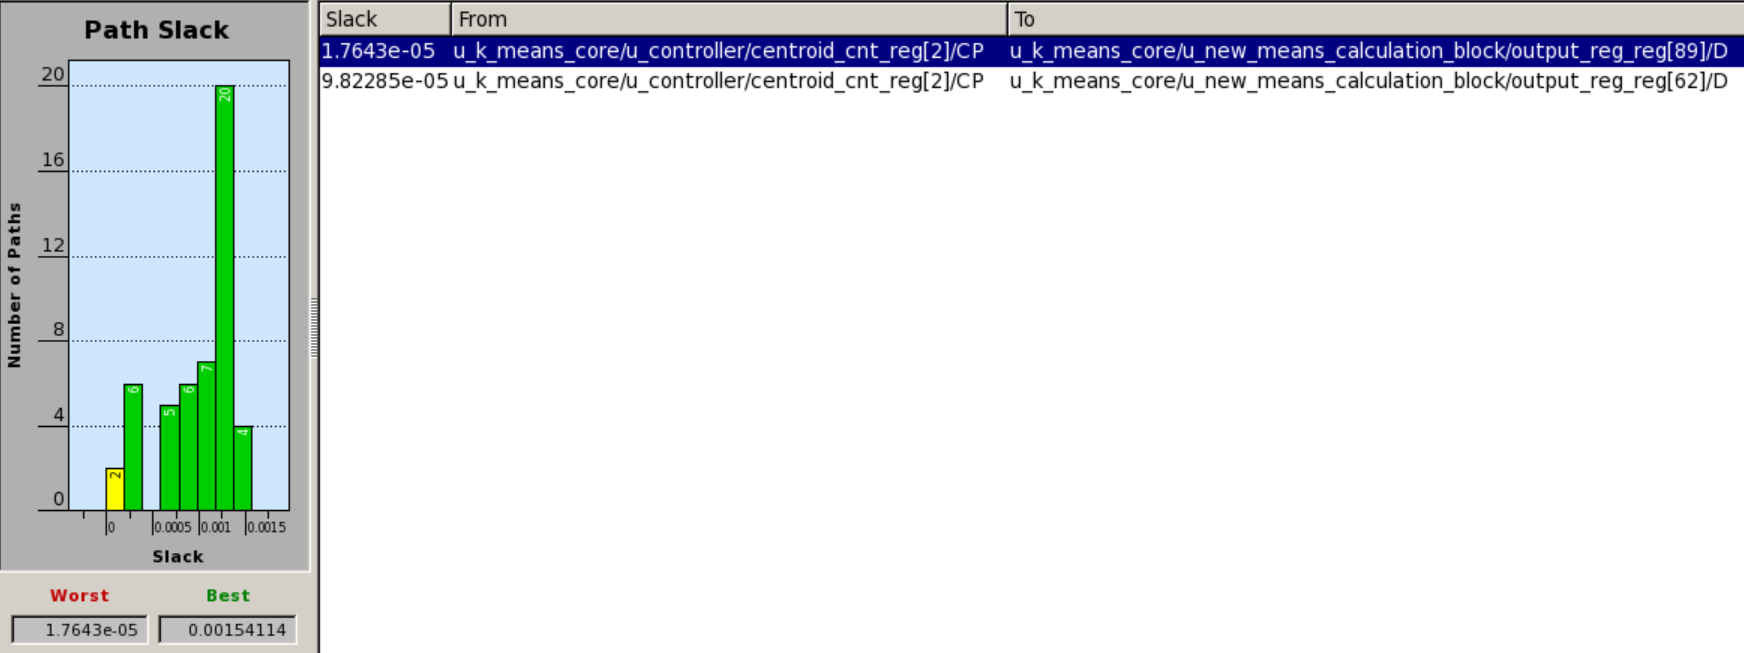 Path Slack
Number of Paths
20
16
12
8
4
0
2
6
5
6
7
20
4
0
0.0005
0.001
0.0015
Slack
Worst Best
1.7643e-05 0.00154114
Slack From To
1.7643e-05 u_k_means_core/u_controller/centroid_cnt_reg[2]/CP u_k_means_core/u_new_means_calculation_block/output_reg_reg[89]/D
9.82285e-05 u_k_means_core/u_controller/centroid_cnt_reg[2]/CP u_k_means_core/u_new_means_calculation_block/output_reg_reg[62]/D